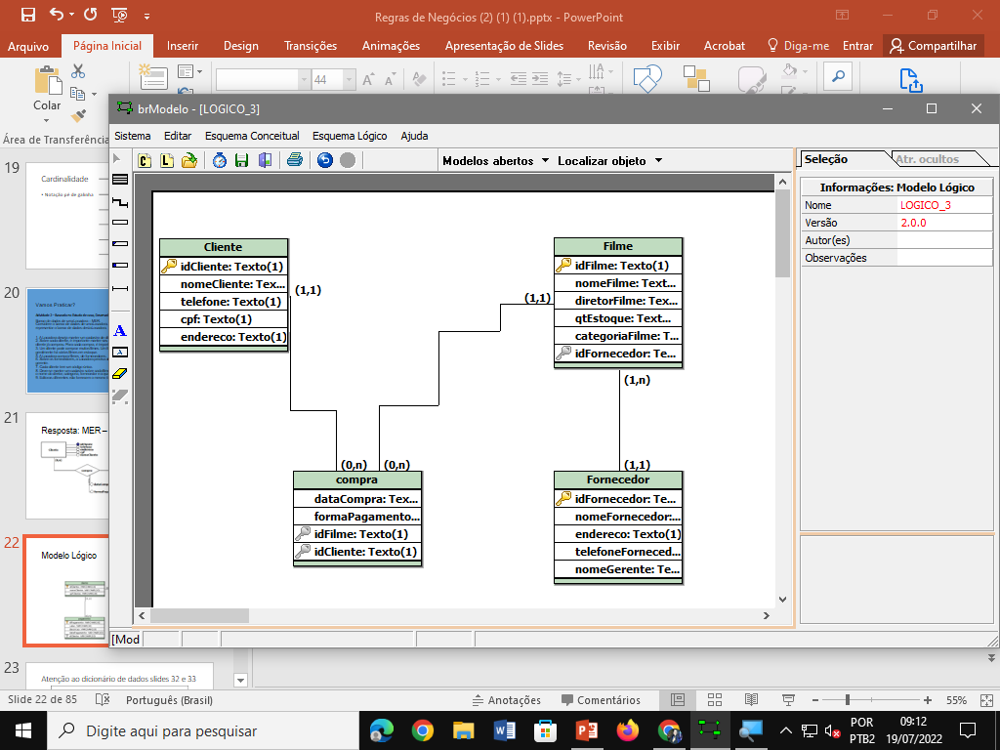 Regras de Negócios (2) (1) (1).pptx - PowerPoint
Arquivo Página Inicial Inserir Design Transições Animações Apresentação de Slides Revisão Exibir Acrobat Diga-me Entrar Compartilhar
Colar
44
Área de Transferência
brModelo - [LOGICO_3]
Sistema Editar Esquema Conceitual Esquema Lógico Ajuda
Modelos abertos Localizar objeto
Seleção Atr. ocultos
Informações: Modelo Lógico
Nome LOGICO_3
Versão 2.0.0
Autor(es)
Observações
Cliente
idCliente: Texto(1)
nomeCliente: Tex...
telefone: Texto(1)
cpf: Texto(1)
endereco: Texto(1)
(1,1)
(1,1)
Filme
idFilme: Texto(1)
nomeFilme: Text...
diretorFilme: Tex...
qtEstoque: Text...
categoriaFilme: T...
idFornecedor: Te...
(1,n)
(1,1)
(0,n) (0,n)
compra
dataCompra: Tex...
formaPagamento...
idFilme: Texto(1)
idCliente: Texto(1)
Fornecedor
idFornecedor: Te...
nomeFornecedor:...
endereco: Texto(1)
telefoneForneced...
nomeGerente: Te...
[Mod
19
Cardinalidade
• Notação pé de galinha
20
Vamos Praticar?
21
Resposta: MER –
22
Modelo Lógico
23
Atenção ao dicionário de dados slides 32 e 33
Slide 22 de 85 Português (Brasil) Anotações Comentários 55%
Digite aqui para pesquisar
POR
PTB2
09:12
19/07/2022